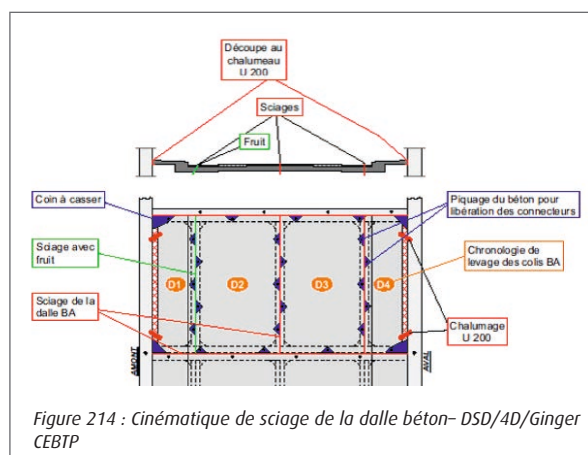 Découpe au
chalumeau
U 200
Sciages
Fruit
Coin à casser
Piquage du béton pour
libération des connecteurs
Sciage avec
fruit
Chronologie de
levage des colis BA
D1
D2
D3
D4
Sciage de la
dalle BA
Chalumage
U 200
AMONT
AVAL
Figure 214 : Cinématique de sciage de la dalle béton– DSD/4D/Ginger
CEBTP